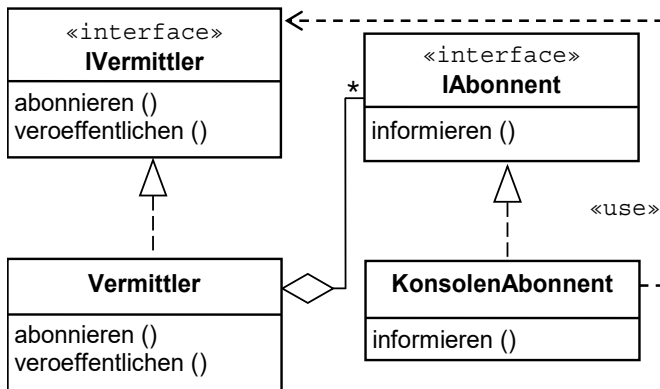 «interface»
IVermittler
abonnieren ()
veroeffentlichen ()
«interface»
IAbonnent
informieren ()
*
«use»
Vermittler
abonnieren ()
veroeffentlichen ()
KonsolenAbonnent
informieren ()